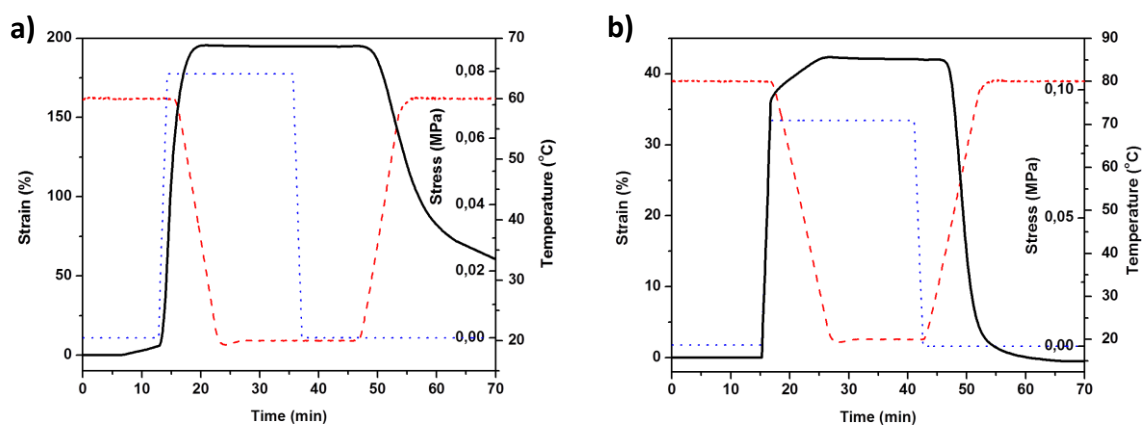 a)
200
150
100
50
0
Strain (%)
0 10 20 30 40 50 60 70
Time (min)
0,08
0,06
0,04
0,02
0,00
Stress (MPa)
70
60
50
40
30
20
Temperature (°C)
b)
40
30
20
10
0
Strain (%)
0 10 20 30 40 50 60 70
Time (min)
0,10
0,05
0,00
Stress (MPa)
90
80
70
60
50
40
30
20
Temperature (°C)